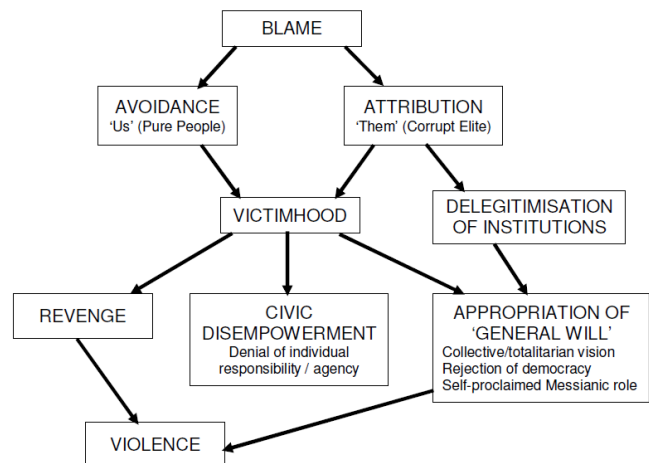 BLAME
AVOIDANCE
‘Us’ (Pure People)
ATTRIBUTION
‘Them’ (Corrupt Elite)
VICTIMHOOD
DELEGITIMISATION
OF INSTITUTIONS
REVENGE
CIVIC
DISEMPOWERMENT
Denial of individual
responsibility / agency
APPROPRIATION OF
‘GENERAL WILL’
Collective/totalitarian vision
Rejection of democracy
Self-proclaimed Messianic role
VIOLENCE